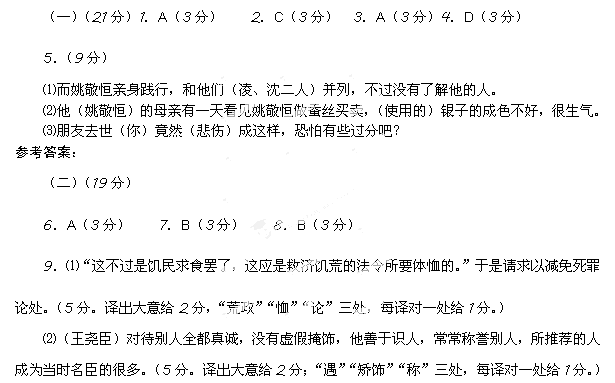 (一)(21分)1. A(3分) 2. C(3分) 3. A(3分)4. D(3分)
5.(9分)
⑴而姚敬恒亲身践行，和他们（凌、沈二人）并列，不过没有了解他的人。
⑵他（姚敬恒）的母亲有一天看见姚敬恒做蚕丝买卖，（使用的）银子的成色不好，很生气。
⑶朋友去世（你）竟然（悲伤）成这样，恐怕有些过分吧？
参考答案：
(二)(19分)
6. A(3分) 7. B(3分) 8. B(3分)
9. ⑴“这不过是饥民求食罢了，这应是救济饥荒的法令所要体恤的。”于是请求以减免死罪
论处。(5分。译出大意给2分，“荒政”“恤”“论”三处，每译对一处给1分。)
⑵（王尧臣）对待别人全都真诚，没有虚假掩饰，他善于识人，常常称誉别人，所推荐的人
成为当时名臣的很多。(5分。译出大意给2分；“遇”“矫饰”“称”三处，每译对一处给1分。)